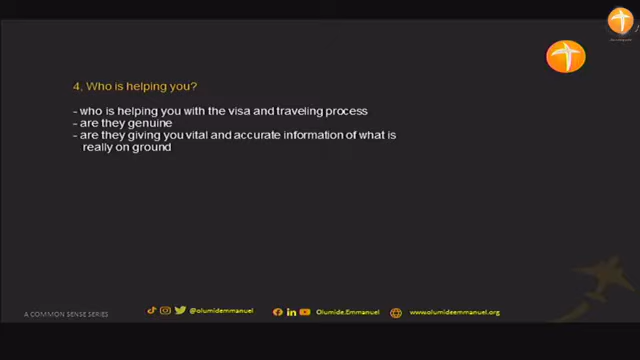 4. Who is helping you?
- who is helping you with the visa and traveling process
- are they genuine
- are they giving you vital and accurate information of what is
really on ground
A COMMON SENSE SERIES
@olumideemmanuel
Olumide.Emmanuel
www.olumideemmanuel.org